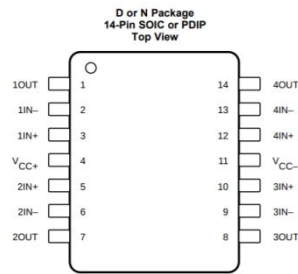 D or N Package
14-Pin SOIC or PDIP
Top View
1OUT 1 14 4OUT
1IN– 2 13 4IN–
1IN+ 3 12 4IN+
VCC+ 4 11 VCC–
2IN+ 5 10 3IN+
2IN– 6 9 3IN–
2OUT 7 8 3OUT